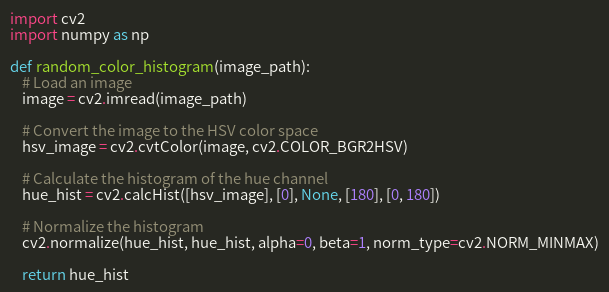 import cv2
import numpy as np
def random_color_histogram(image_path):
# Load an image
image = cv2.imread(image_path)
# Convert the image to the HSV color space
hsv_image = cv2.cvtColor(image, cv2.COLOR_BGR2HSV)
# Calculate the histogram of the hue channel
hue_hist = cv2.calcHist([hsv_image], [0], None, [180], [0, 180])
# Normalize the histogram
cv2.normalize(hue_hist, hue_hist, alpha=0, beta=1, norm_type=cv2.NORM_MINMAX)
return hue_hist